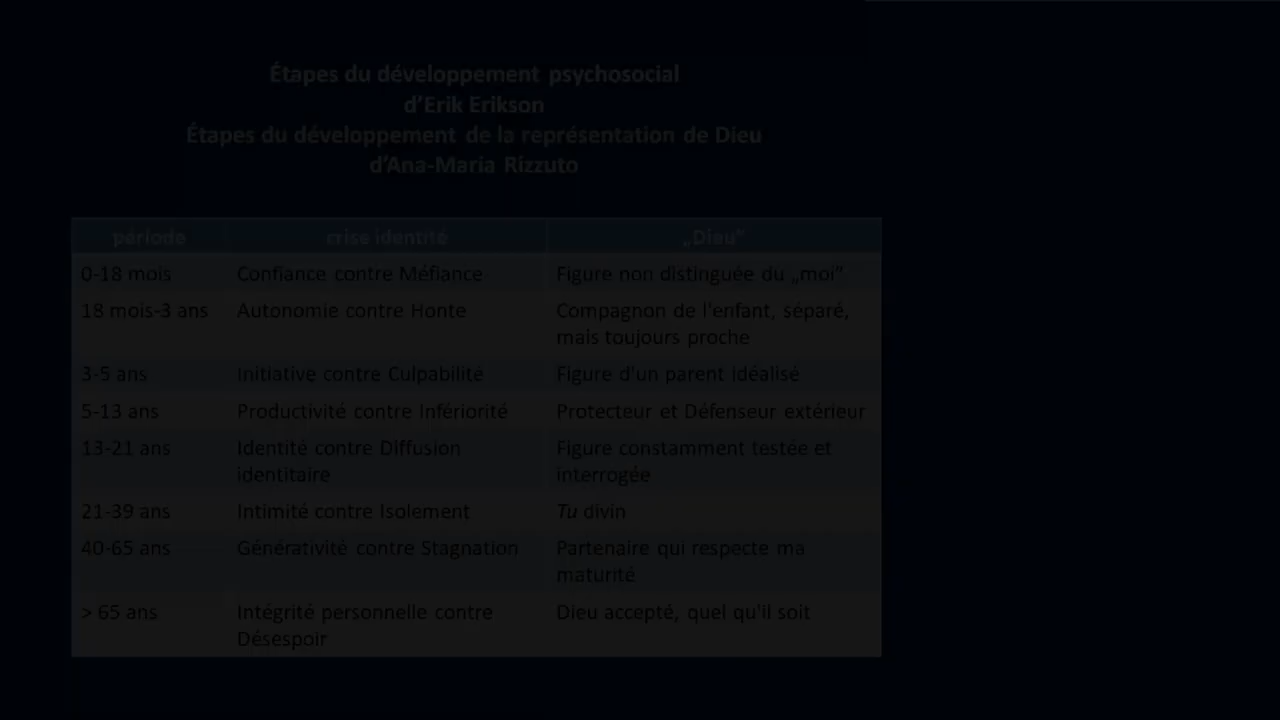 Étapes du développement psychosocial
d'Erik Erikson
Étapes du développement de la représentation de Dieu
d'Ana-Maria Rizzuto
période crise identité „Dieu”
0-18 mois Confiance contre Méfiance Figure non distinguée du „moi”
18 mois-3 ans Autonomie contre Honte Compagnon de l'enfant, séparé,
mais toujours proche
3-5 ans Initiative contre Culpabilité Figure d'un parent idéalisé
5-13 ans Productivité contre Infériorité Protecteur et Défenseur extérieur
13-21 ans Identité contre Diffusion Figure constamment testée et
identitaire interrogée
21-39 ans Intimité contre Isolement Tu divin
40-65 ans Générativité contre Stagnation Partenaire qui respecte ma
maturité
> 65 ans Intégrité personnelle contre Dieu accepté, quel qu'il soit
Désespoir